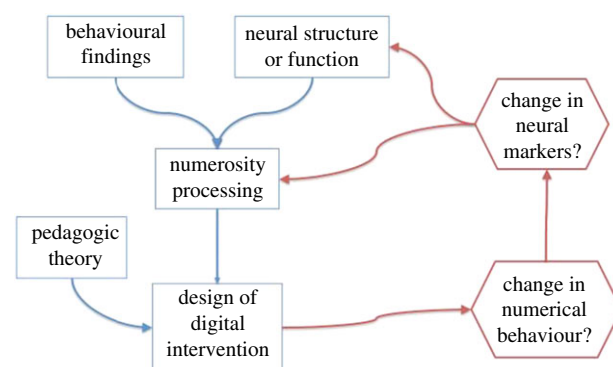 behavioural
findings
neural structure
or function
change in
neural
markers?
numerosity
processing
pedagogic
theory
design of
digital
intervention
change in
numerical
behaviour?